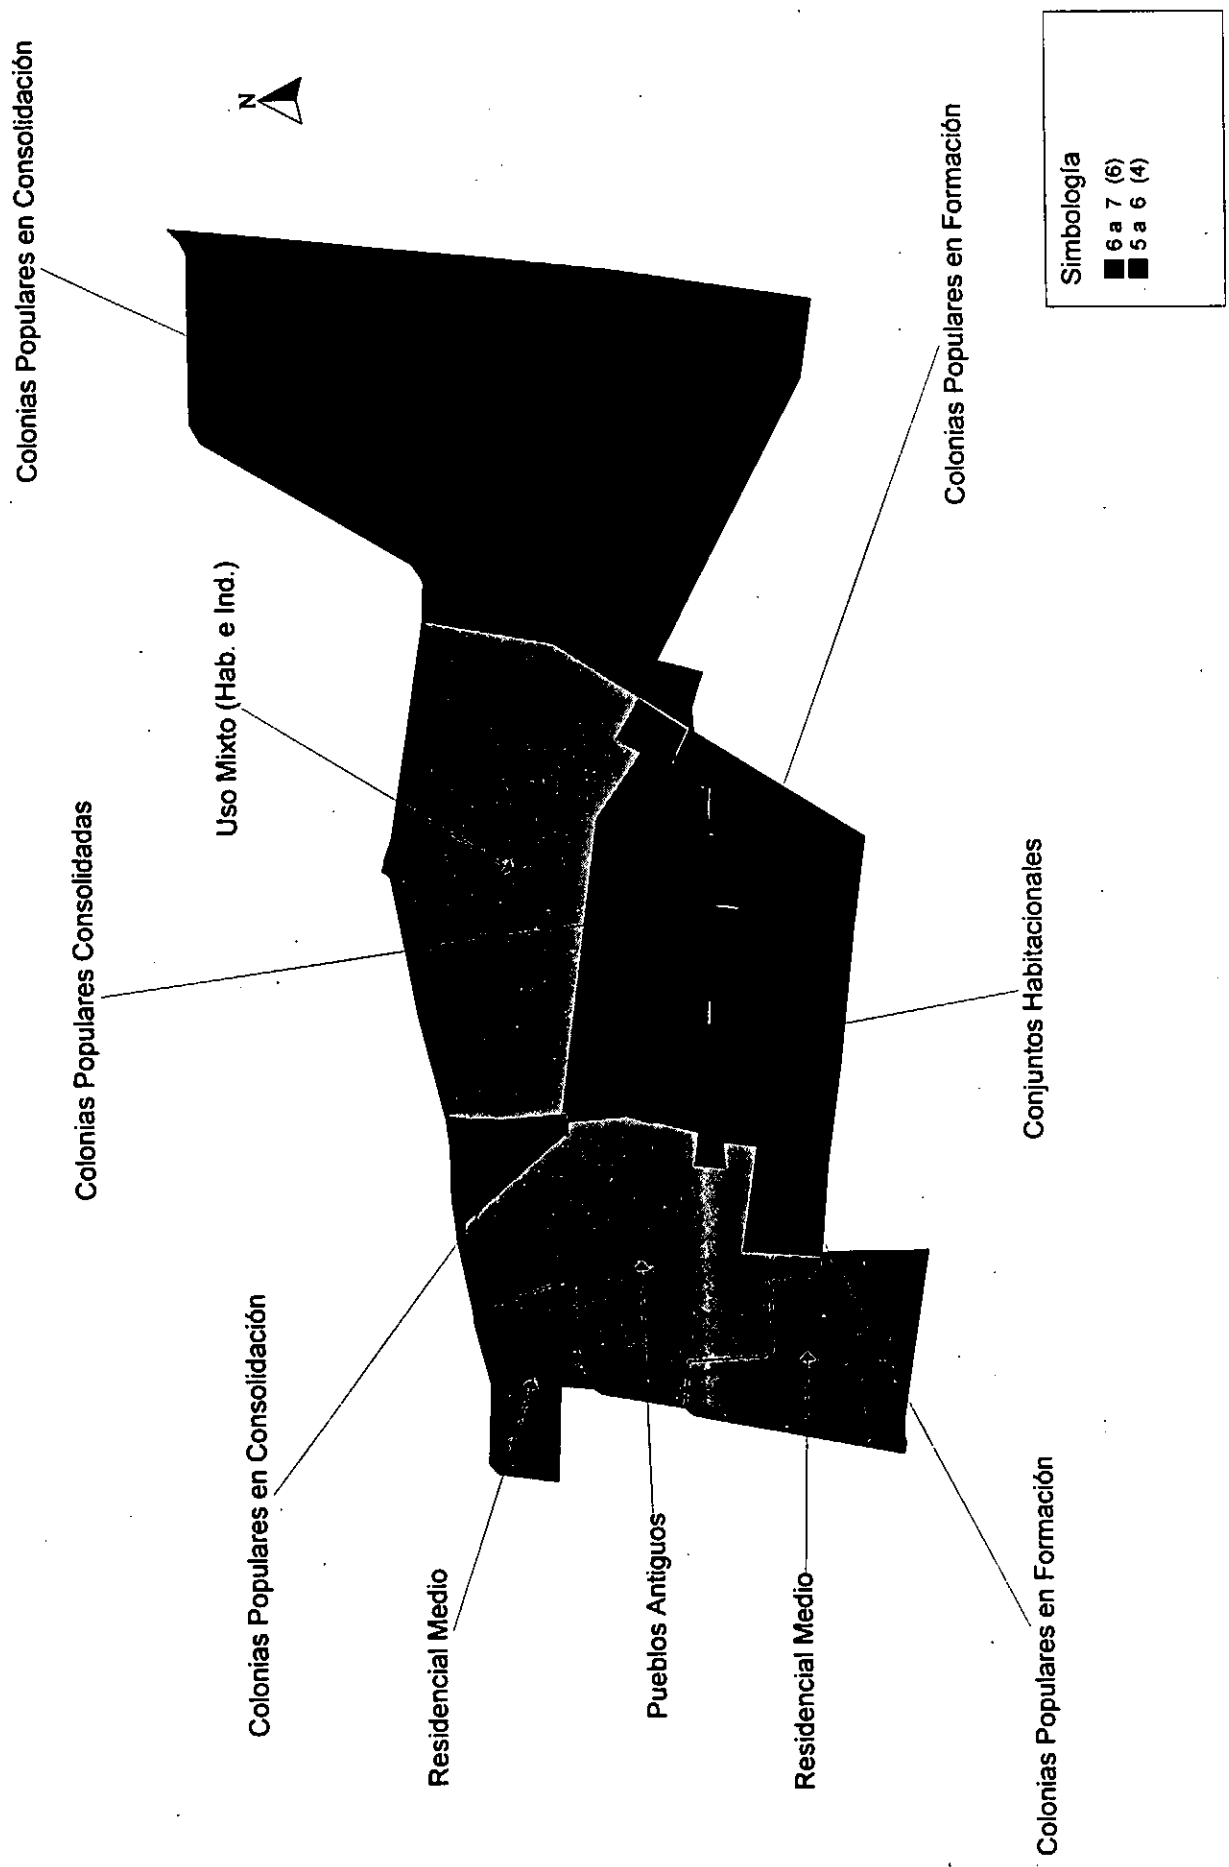 Colonias Populares en Consolidación
N
Uso Mixto (Hab. e Ind.)
Colonias Populares Consolidadas
Colonias Populares en Consolidación
Residencial Medio
Pueblos Antiguos
Residencial Medio
Colonias Populares en Formación
Conjuntos Habitacionales
Colonias Populares en Formación
Simbología
6 a 7 (6)
5 a 6 (4)